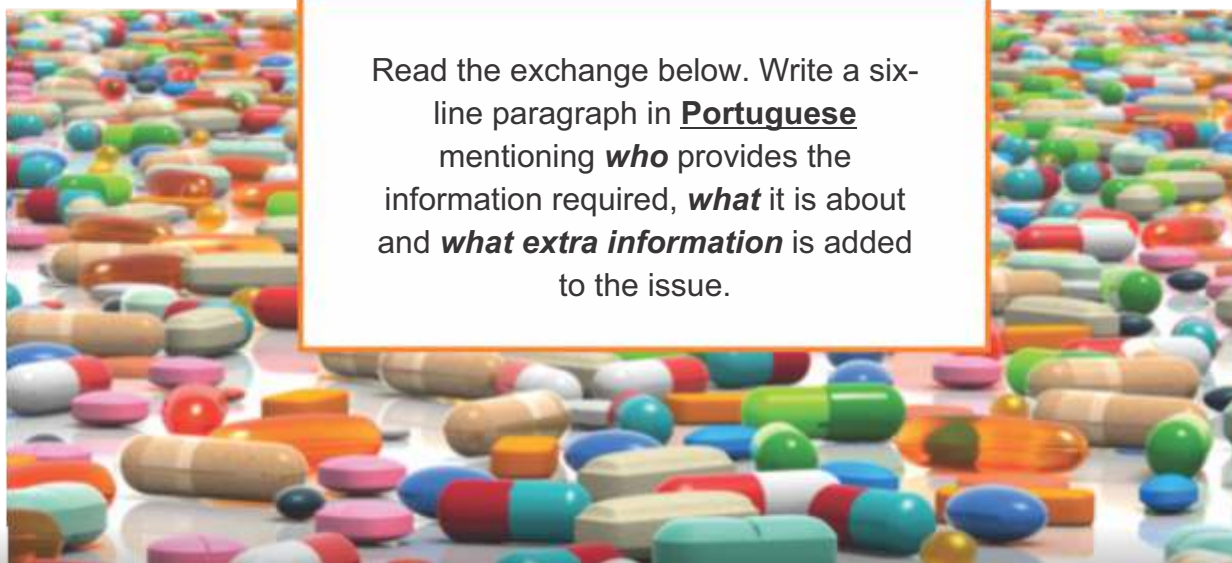 Read the exchange below. Write a six-
line paragraph in Portuguese
mentioning who provides the
information required, what it is about
and what extra information is added
to the issue.